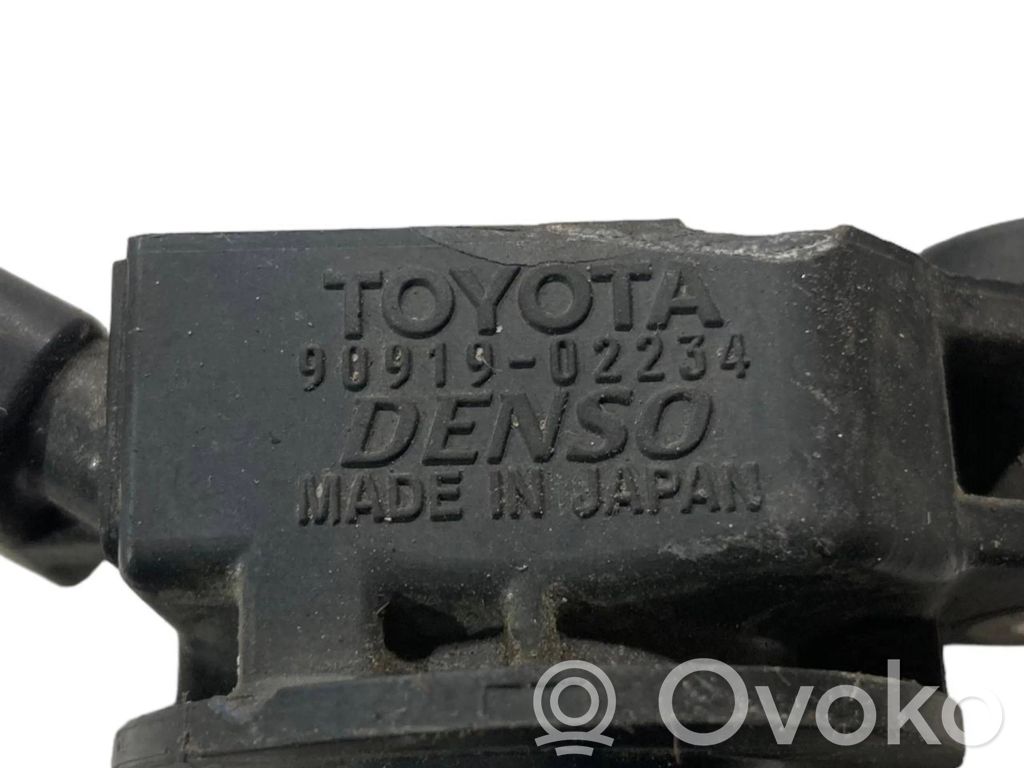 TOYOTA
90919-02234
DENSO
MADE IN JAPAN
Ovoko